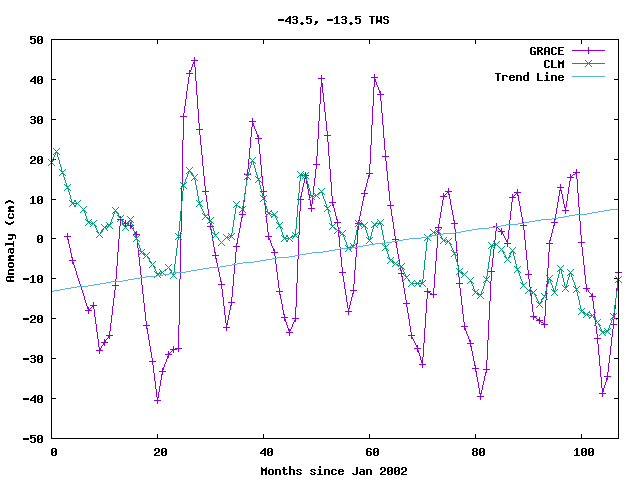 -43.5, -13.5 TWS
GRACE
CLM
Trend Line
50
40
30
20
10
0
-10
-20
-30
-40
-50
Anomaly (cm)
0 20 40 60 80 100
Months since Jan 2002